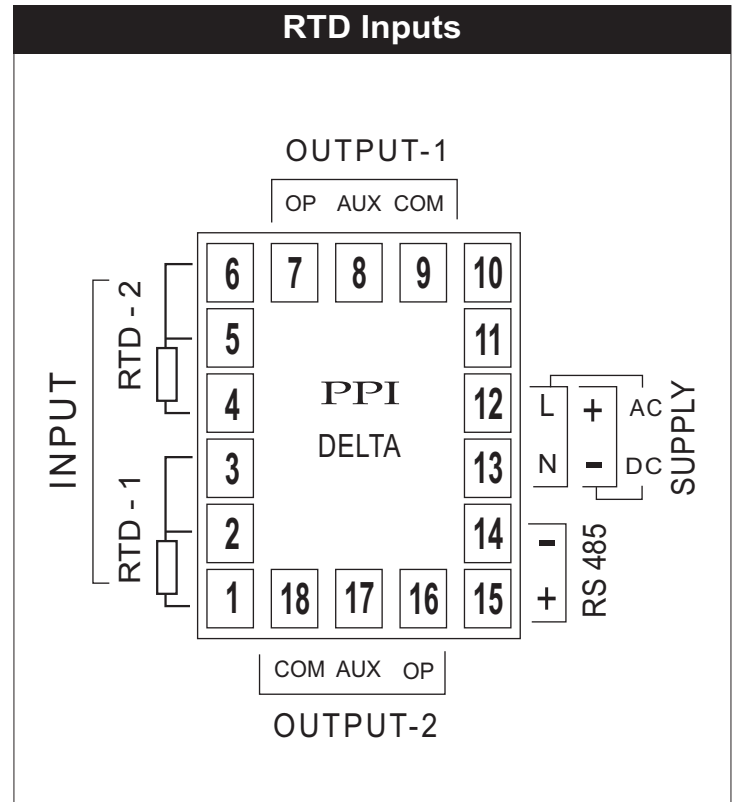 RTD Inputs
OUTPUT-1
OP AUX COM
6 7 8 9 10
5 11
4 12
3 13
2 14
1 18 17 16 15
PPI
DELTA
INPUT
RTD - 2
RTD - 1
L + AC
N - DC
SUPPLY
-
+
RS 485
COM AUX OP
OUTPUT-2